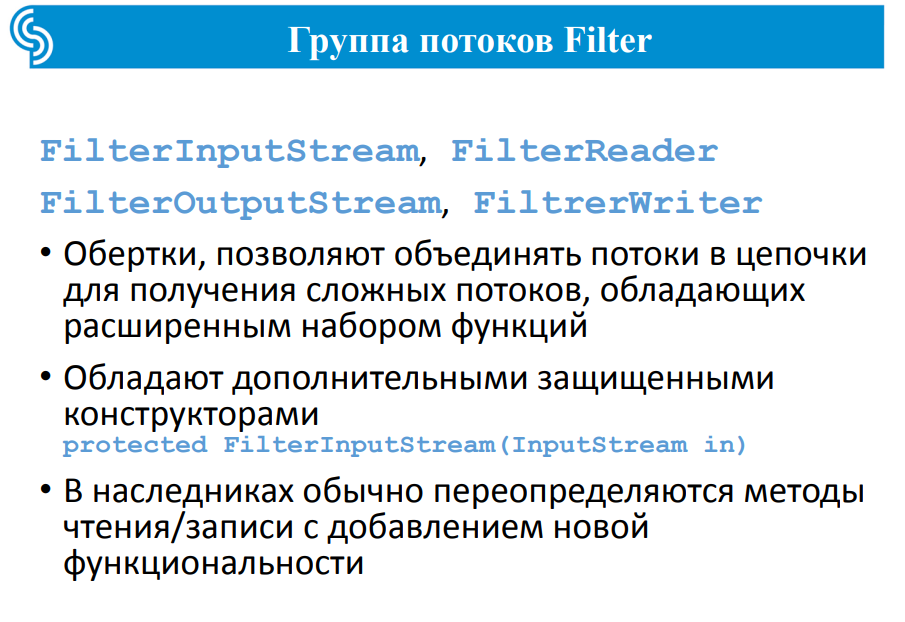 Группа потоков Filter
FilterInputStream, FilterReader
FilterOutputStream, FiltrerWriter
• Обертки, позволяют объединять потоки в цепочки
для получения сложных потоков, обладающих
расширенным набором функций
• Обладают дополнительными защищенными
конструкторами
protected FilterInputStream(InputStream in)
• В наследниках обычно переопределяются методы
чтения/записи с добавлением новой
функциональности